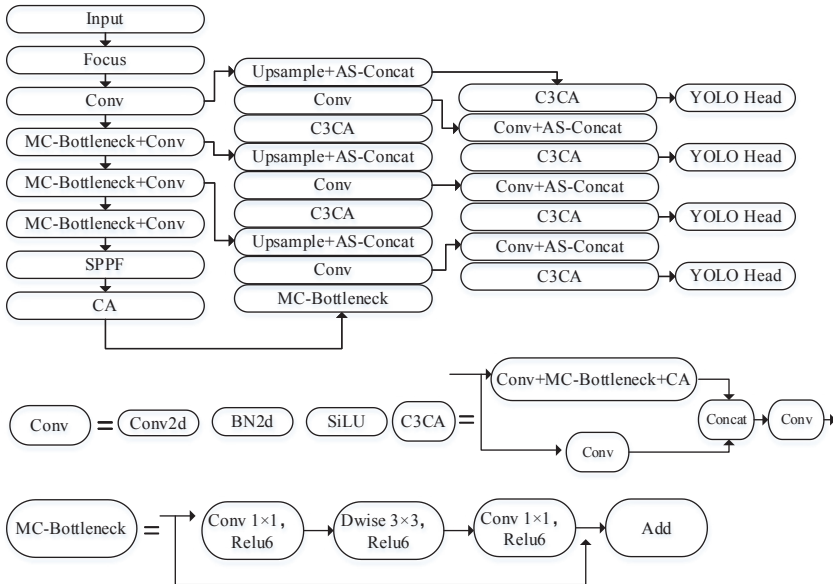 Input
Focus
Conv
MC-Bottleneck+Conv
MC-Bottleneck+Conv
MC-Bottleneck+Conv
SPPF
CA
Upsample+AS-Concat
Conv
C3CA
Upsample+AS-Concat
Conv
C3CA
Upsample+AS-Concat
Conv
MC-Bottleneck
C3CA
Conv+AS-Concat
C3CA
Conv+AS-Concat
C3CA
Conv+AS-Concat
C3CA
YOLO Head
YOLO Head
YOLO Head
YOLO Head
Conv = Conv2d BN2d SiLU
C3CA =
Conv+MC-Bottleneck+CA
Conv
Concat
Conv
MC-Bottleneck =
Conv 1×1,
Relu6
Dwise 3×3,
Relu6
Conv 1×1,
Relu6
Add